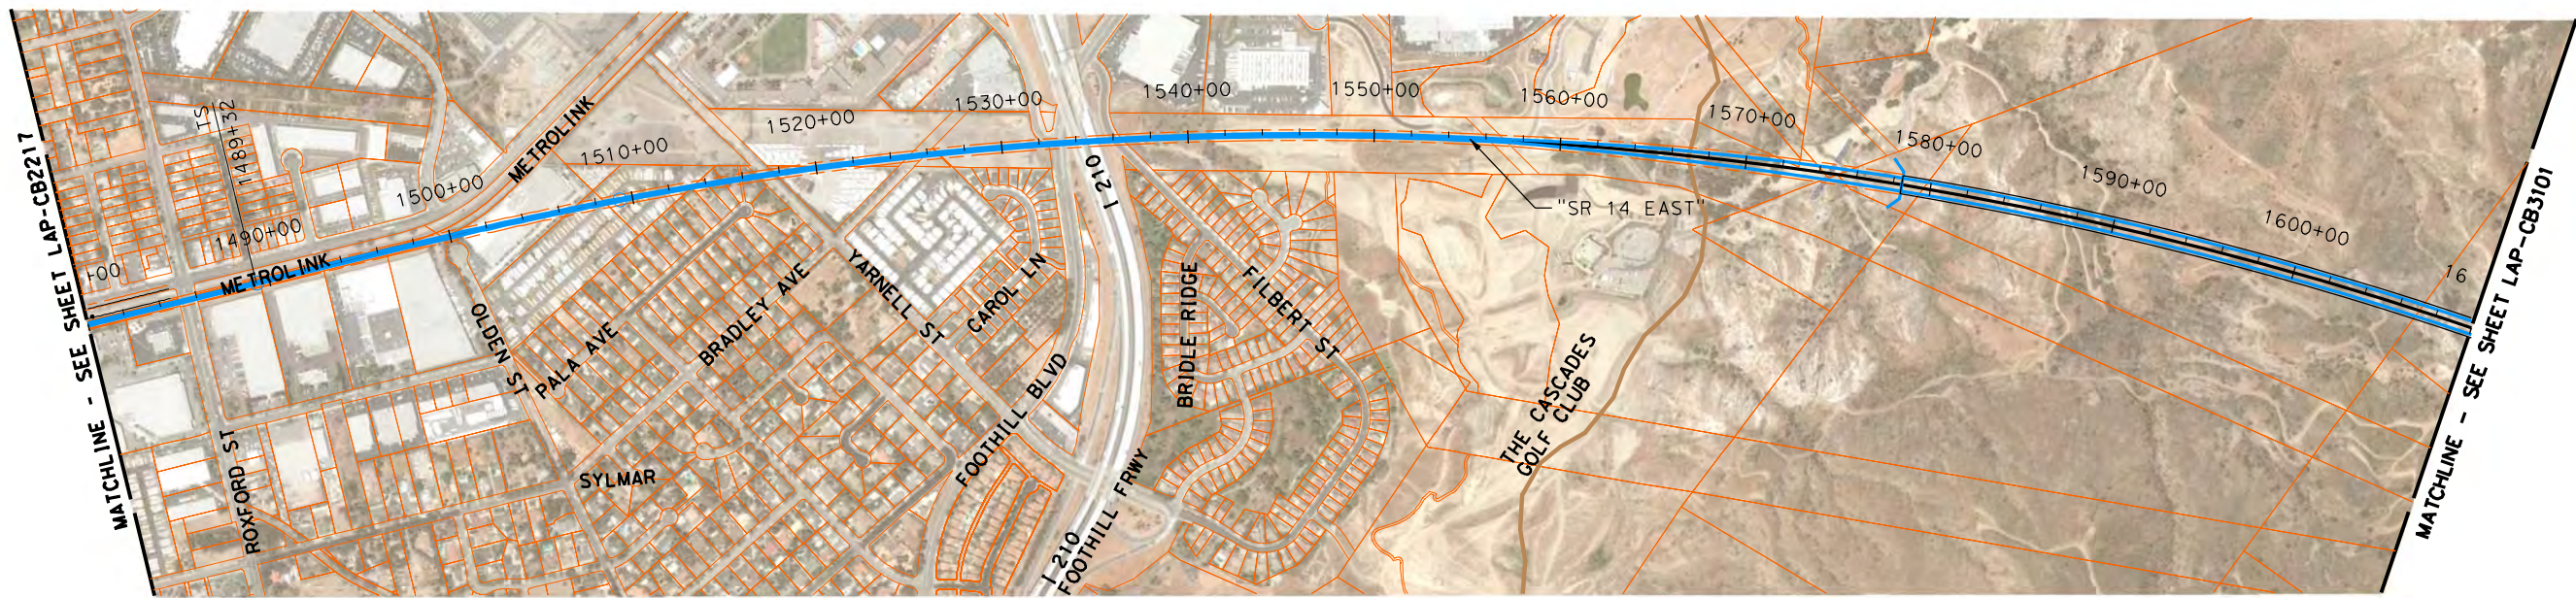 MATCHLINE - SEE SHEET LAP-CB2217
TS
1489+32
+00
1490+00
1500+00
1510+00
1520+00
1530+00
1540+00
1550+00
1560+00
1570+00
1580+00
1590+00
1600+00
16
METROLINK
METROLINK
I 210
"SR 14 EAST"
OLDEN ST
PALA AVE
BRADLEY AVE
YARNELL ST
CAROL LN
BRIDLE RIDGE
FILBERT ST
THE CASCADES
GOLF CLUB
ROXFORD ST
SYLMAR
FOOTHILL BLVD
I 210
FOOTHILL FRWY
MATCHLINE - SEE SHEET LAP-CB3101